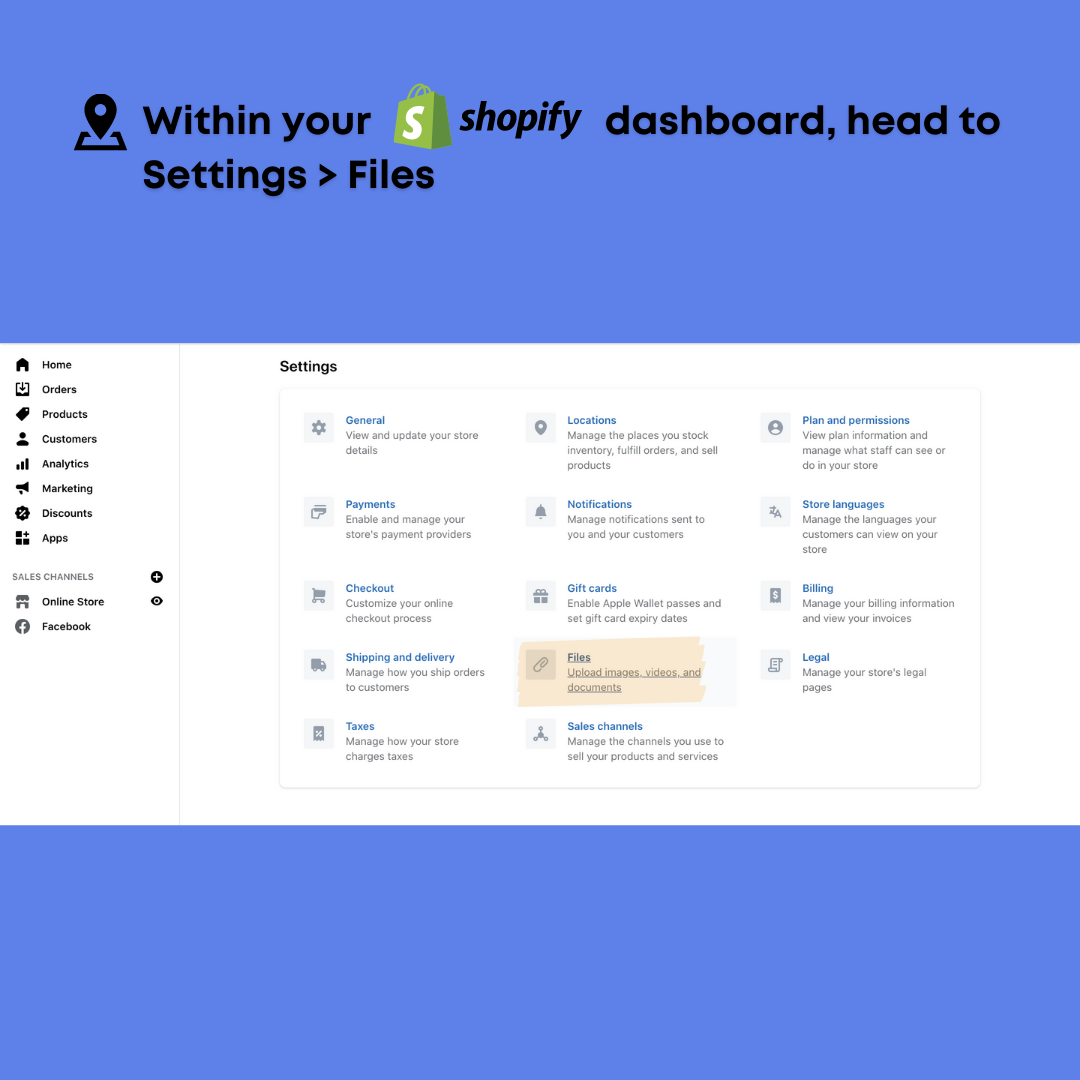 Within your shopify dashboard, head to
Settings > Files
Home
Orders
Products
Customers
Analytics
Marketing
Discounts
Apps
SALES CHANNELS
Online Store
Facebook
Settings
General
View and update your store
details
Locations
Manage the places you stock
inventory, fulfill orders, and sell
products
Plan and permissions
View plan information and
manage what staff can see or
do in your store
Payments
Enable and manage your
store's payment providers
Notifications
Manage notifications sent to
you and your customers
Store languages
Manage the languages your
customers can view on your
store
Checkout
Customize your online
checkout process
Gift cards
Enable Apple Wallet passes and
set gift card expiry dates
Billing
Manage your billing information
and view your invoices
Shipping and delivery
Manage how you ship orders
to customers
Files
Upload images, videos, and
documents
Legal
Manage your store's legal
pages
Taxes
Manage how your store
charges taxes
Sales channels
Manage the channels you use to
sell your products and services